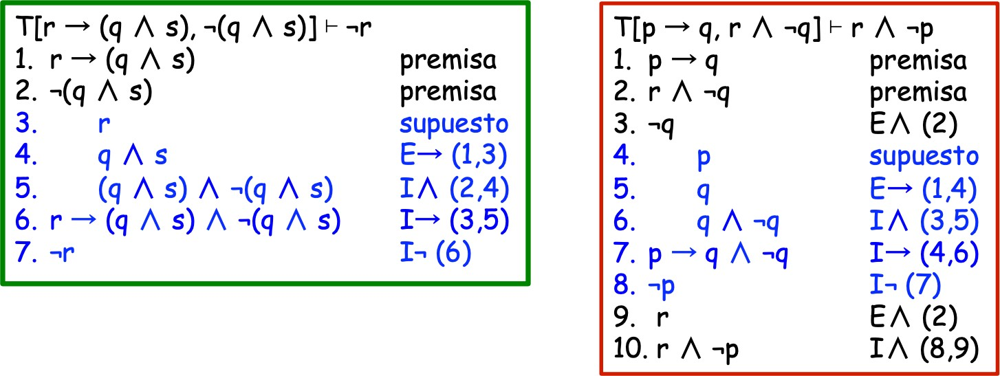 T[r → (q ∧ s), ¬(q ∧ s)] ⊢ ¬r
1. r → (q ∧ s) premisa
2. ¬(q ∧ s) premisa
3. r supuesto
4. q ∧ s E→ (1,3)
5. (q ∧ s) ∧ ¬(q ∧ s) I∧ (2,4)
6. r → (q ∧ s) ∧ ¬(q ∧ s) I→ (3,5)
7. ¬r I¬ (6)
T[p → q, r ∧ ¬q] ⊢ r ∧ ¬p
1. p → q premisa
2. r ∧ ¬q premisa
3. ¬q E∧ (2)
4. p supuesto
5. q E→ (1,4)
6. q ∧ ¬q I∧ (3,5)
7. p → q ∧ ¬q I→ (4,6)
8. ¬p I¬ (7)
9. r E∧ (2)
10. r ∧ ¬p I∧ (8,9)